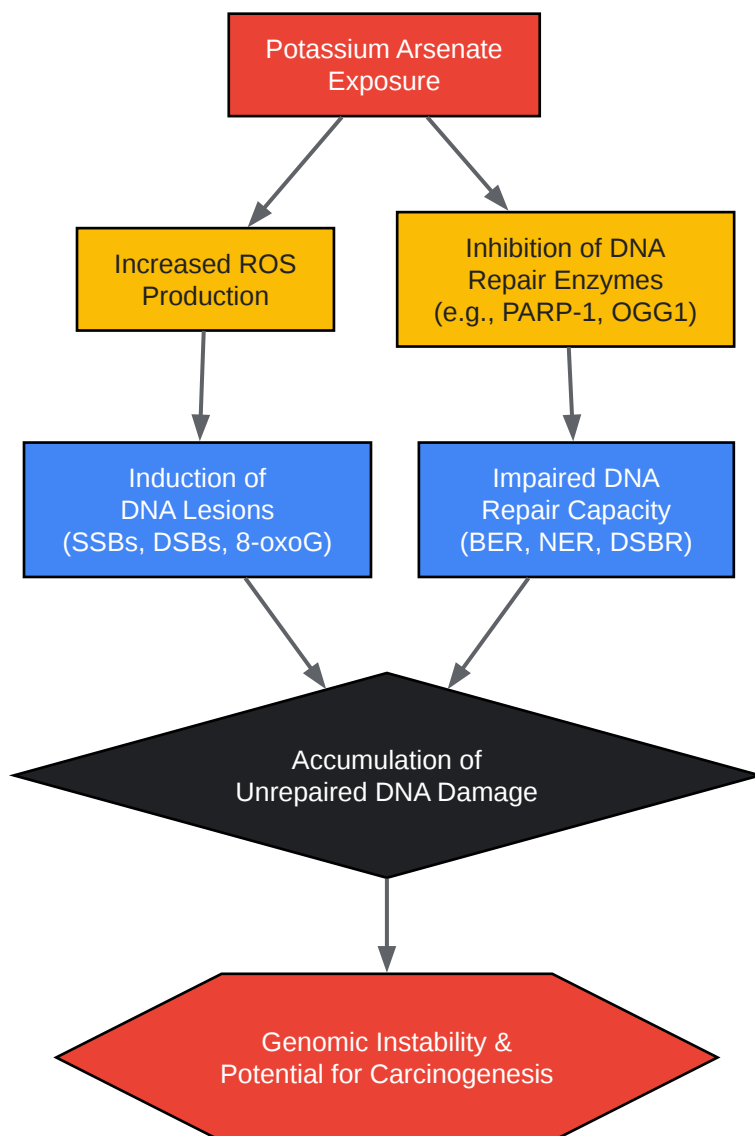 Potassium Arsenate
Exposure
Increased ROS
Production
Inhibition of DNA
Repair Enzymes
(e.g., PARP-1, OGG1)
Induction of
DNA Lesions
(SSBs, DSBs, 8-oxoG)
Impaired DNA
Repair Capacity
(BER, NER, DSBR)
Accumulation of
Unrepaired DNA Damage
Genomic Instability &
Potential for Carcinogenesis